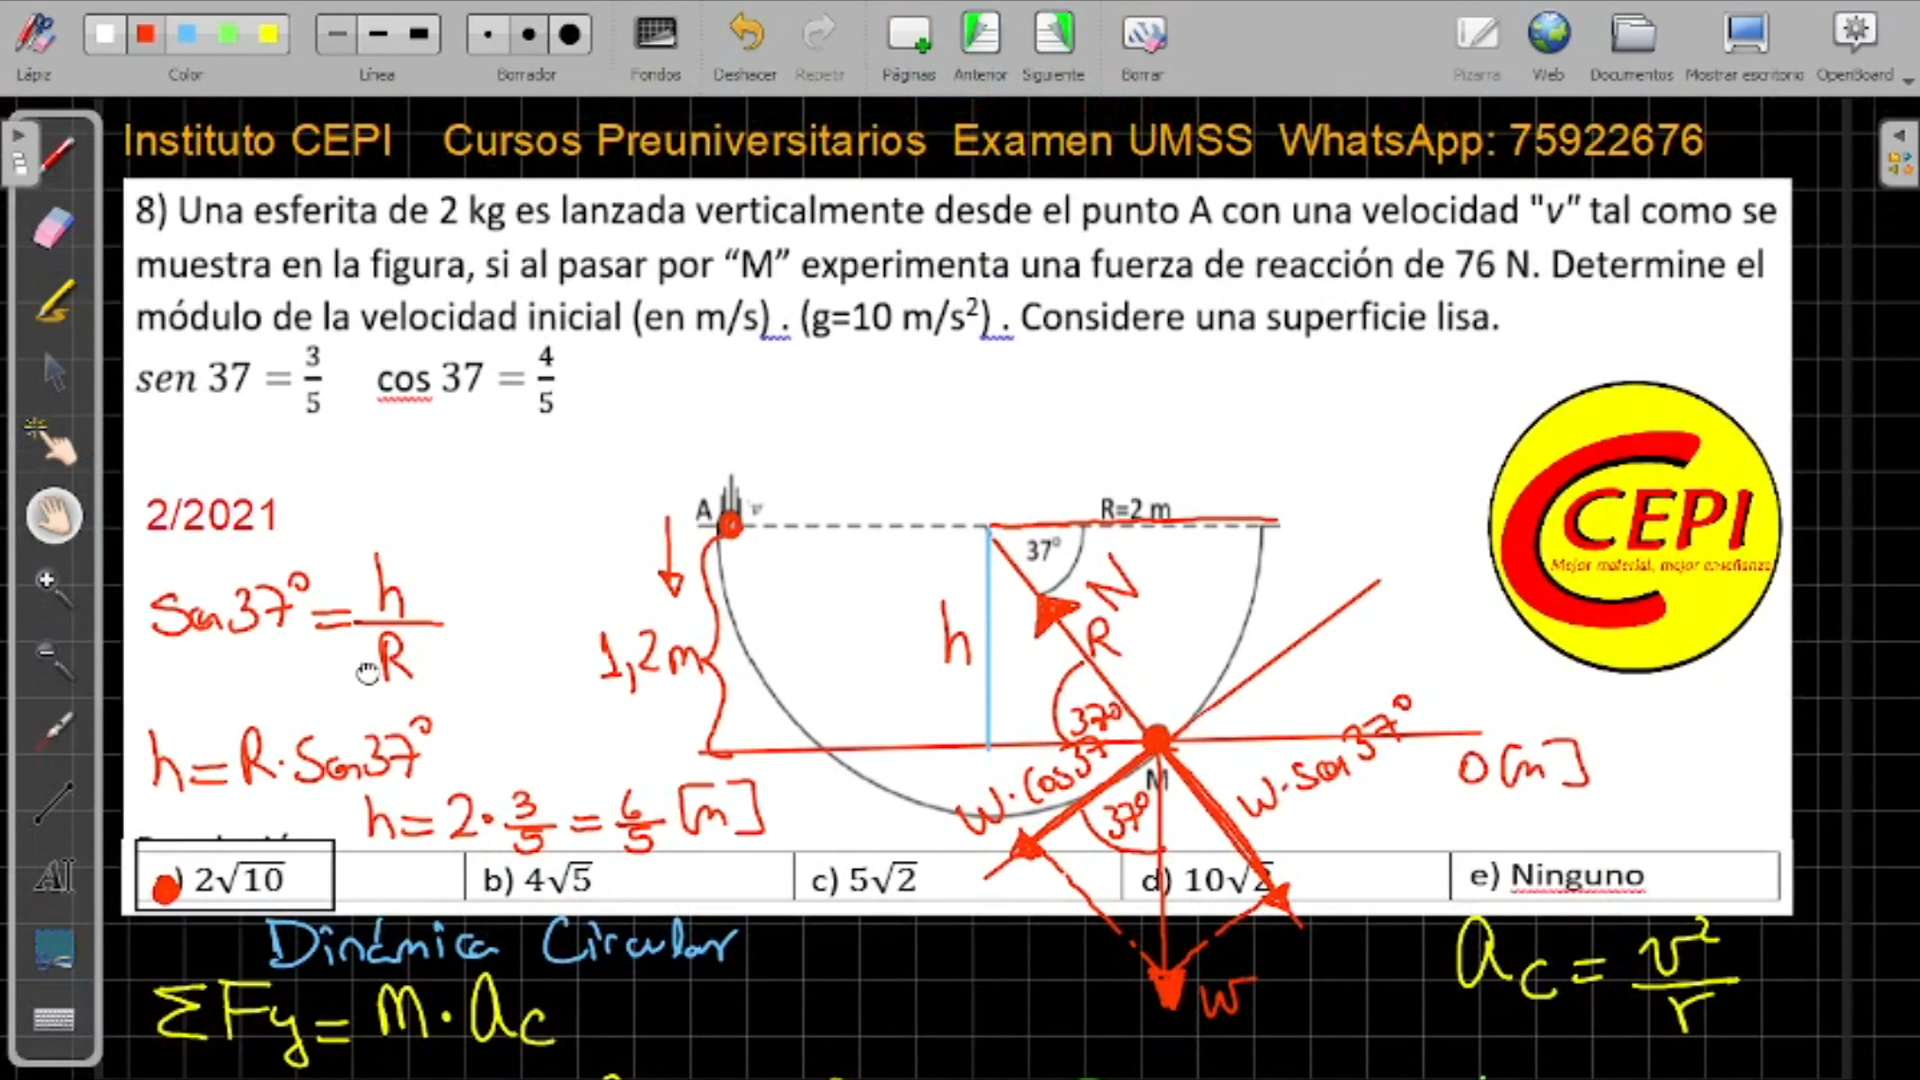 Lápiz Color Línea Borrador Fondos Deshacer Repetir Páginas Anterior Siguiente Borrar Pizarra Web Documentos Mostrar escritorio OpenBoard
Instituto CEPI Cursos Preuniversitarios Examen UMSS WhatsApp: 75922676
8) Una esferita de 2 kg es lanzada verticalmente desde el punto A con una velocidad "v" tal como se
muestra en la figura, si al pasar por “M” experimenta una fuerza de reacción de 76 N. Determine el
módulo de la velocidad inicial (en m/s) . (g=10 m/s²) . Considere una superficie lisa.
sen 37 = 3/5 cos 37 = 4/5
2/2021
A v R=2 m
37°
CEPI
Mejor material, mejor enseñanza
Sen37° = h/R
N
h
R
1,2m
37°
h=R·Sen37°
W·Cos37°
M
W·sen37°
0[m]
37°
h=2·3/5=6/5 [m]
a) 2√10 b) 4√5 c) 5√2 d) 10√2 e) Ninguno
Dinámica Circular
W
ac = v²/r
ΣFy = m·ac
AI